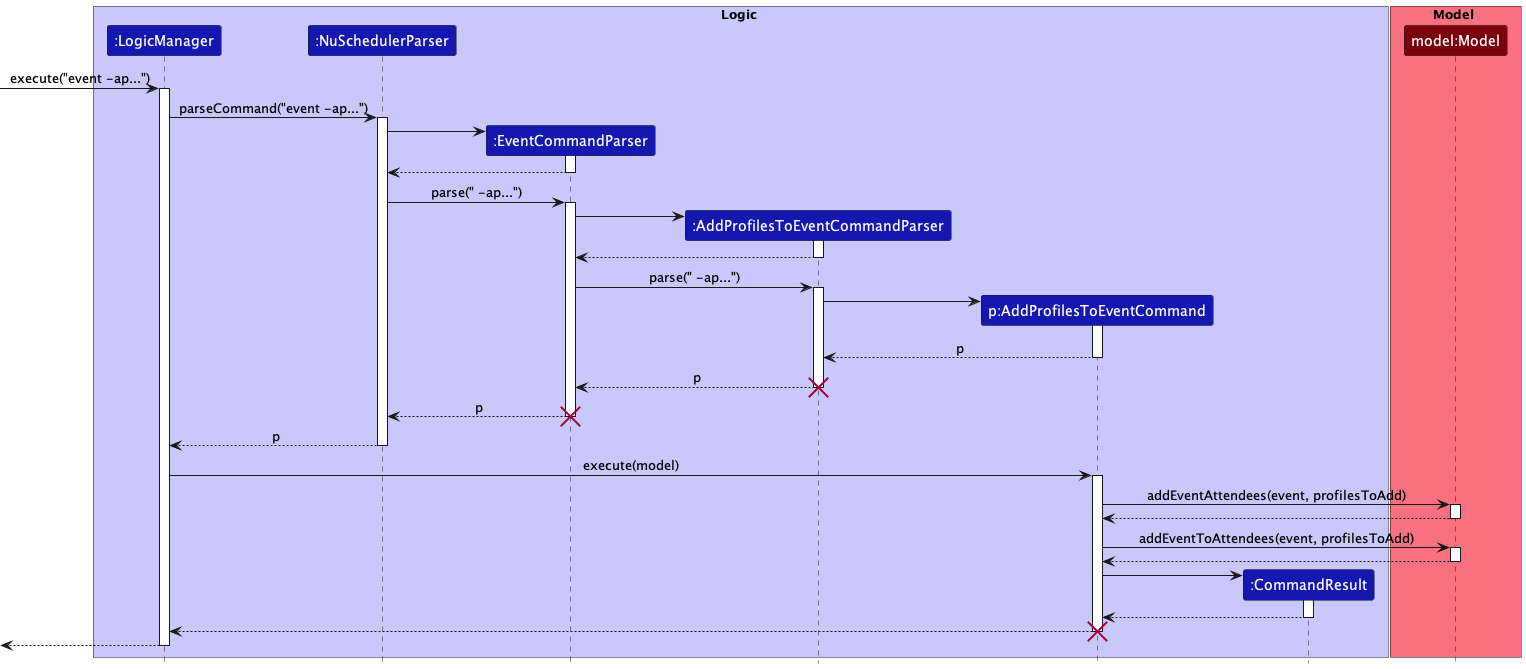 Logic
Model
:LogicManager
:NuSchedulerParser
model:Model
execute("event -ap...")
parseCommand("event -ap...")
:EventCommandParser
parse(" -ap...")
:AddProfilesToEventCommandParser
parse(" -ap...")
p:AddProfilesToEventCommand
p
p
p
p
execute(model)
addEventAttendees(event, profilesToAdd)
addEventToAttendees(event, profilesToAdd)
:CommandResult